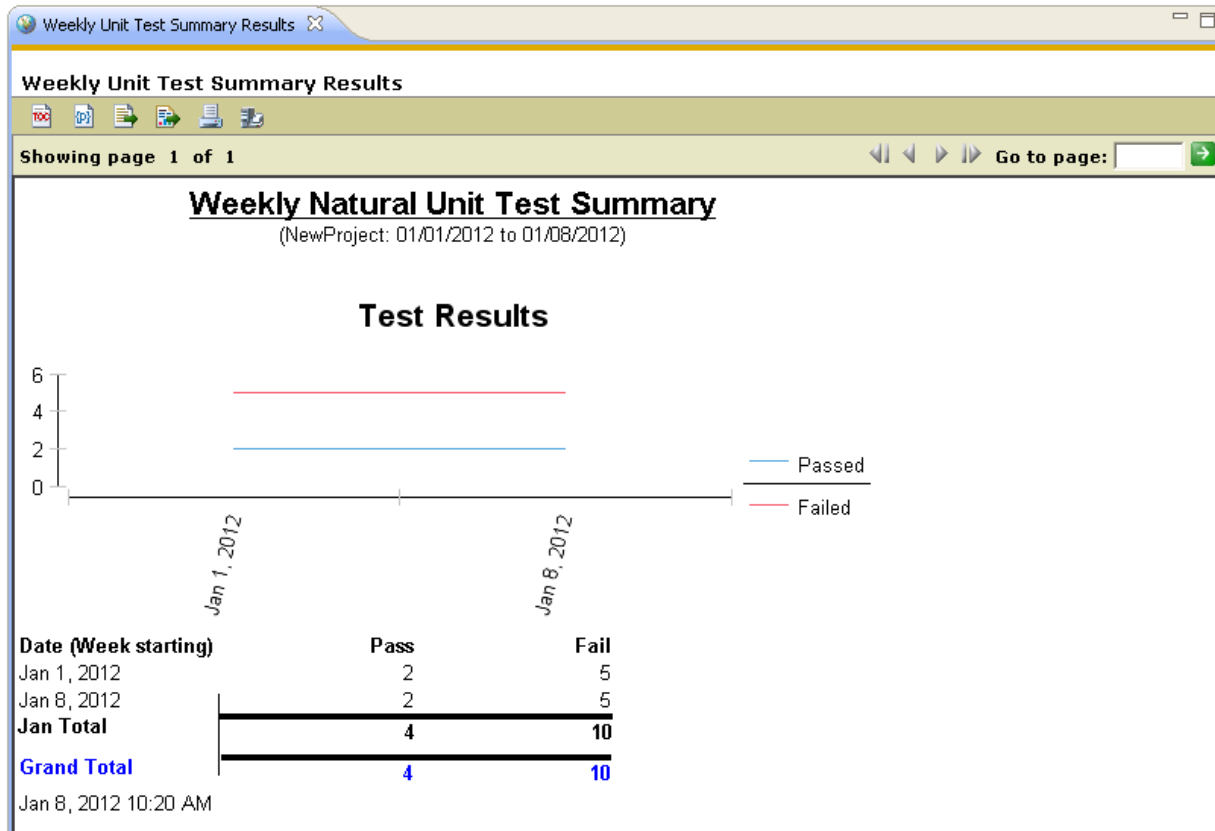 Weekly Unit Test Summary Results
Weekly Unit Test Summary Results
TOC {p}
Showing page 1 of 1 Go to page:
Weekly Natural Unit Test Summary
(NewProject: 01/01/2012 to 01/08/2012)
Test Results
6
4
2
0
Passed
Failed
Jan 1, 2012 Jan 8, 2012
Date (Week starting) Pass Fail
Jan 1, 2012 2 5
Jan 8, 2012 2 5
Jan Total 4 10
Grand Total 4 10
Jan 8, 2012 10:20 AM